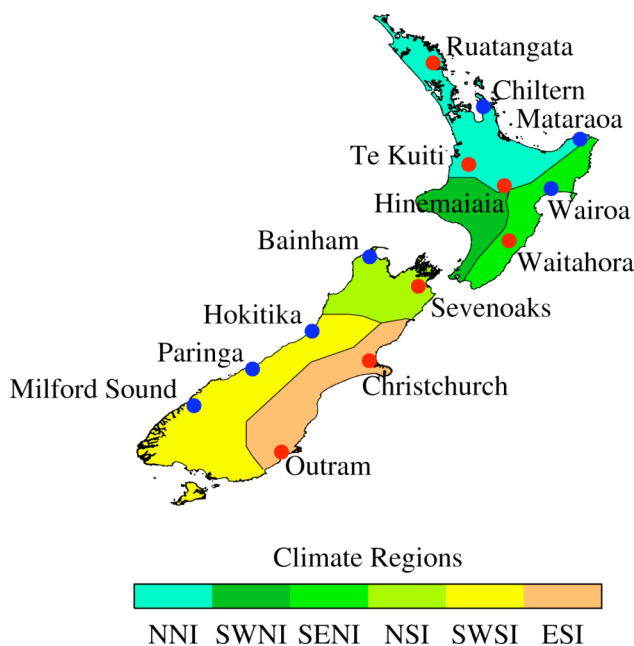 Ruatangata
Chiltern
Mataraoa
Te Kuiti
Hinemaiaia
Wairoa
Bainham
Waitahora
Sevenoaks
Hokitika
Paringa
Christchurch
Milford Sound
Outram
Climate Regions
NNI SWNI SENI NSI SWSI ESI